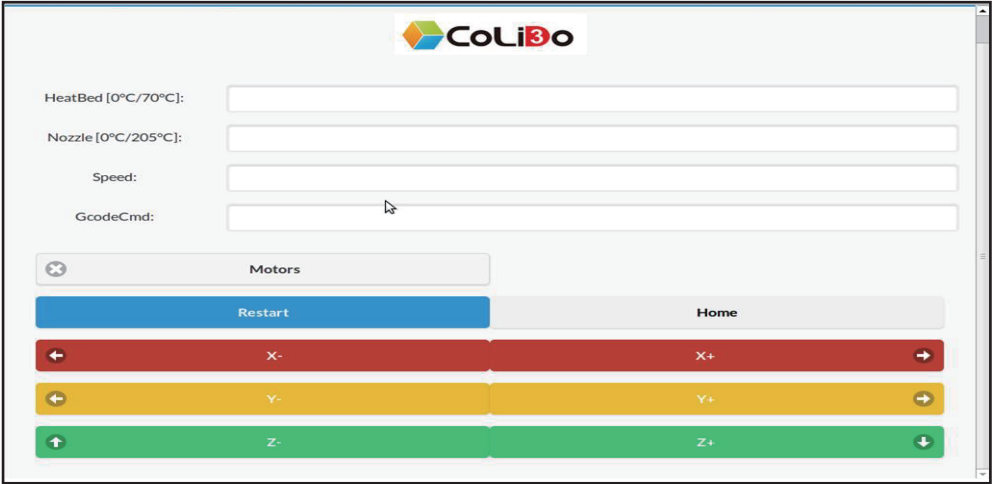 CoLiDo
HeatBed [0°C/70°C]:
Nozzle [0°C/205°C]:
Speed:
GcodeCmd:
Motors
Restart Home
X- X+
Y- Y+
Z- Z+